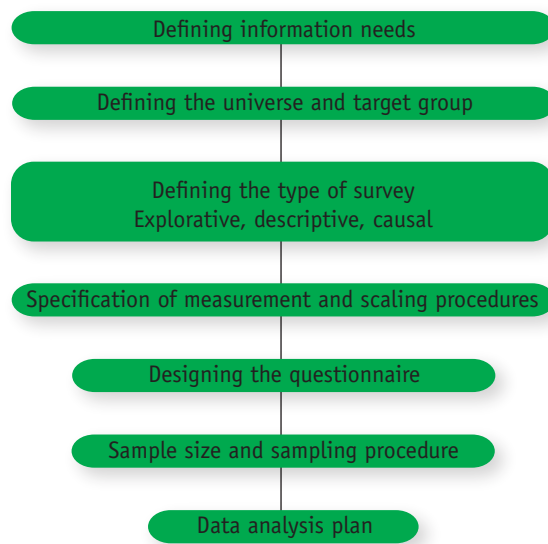 Defining information needs
Defining the universe and target group
Defining the type of survey
Explorative, descriptive, causal
Specification of measurement and scaling procedures
Designing the questionnaire
Sample size and sampling procedure
Data analysis plan